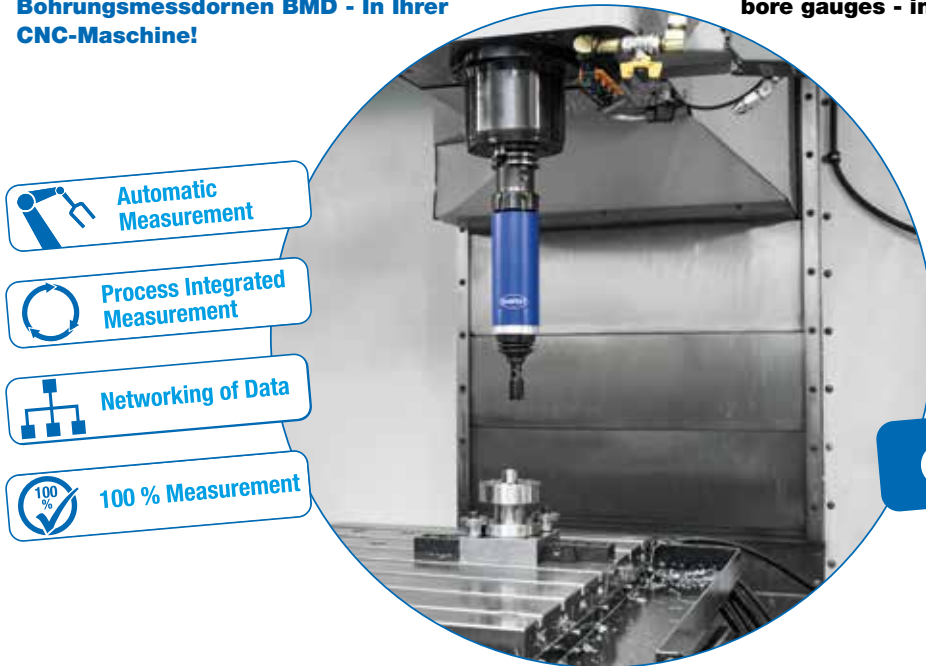 Bohrungsmessdornen BMD - In Ihrer
CNC-Maschine!
bore gauges - in
Automatic
Measurement
Process Integrated
Measurement
Networking of Data
100
%
100 % Measurement